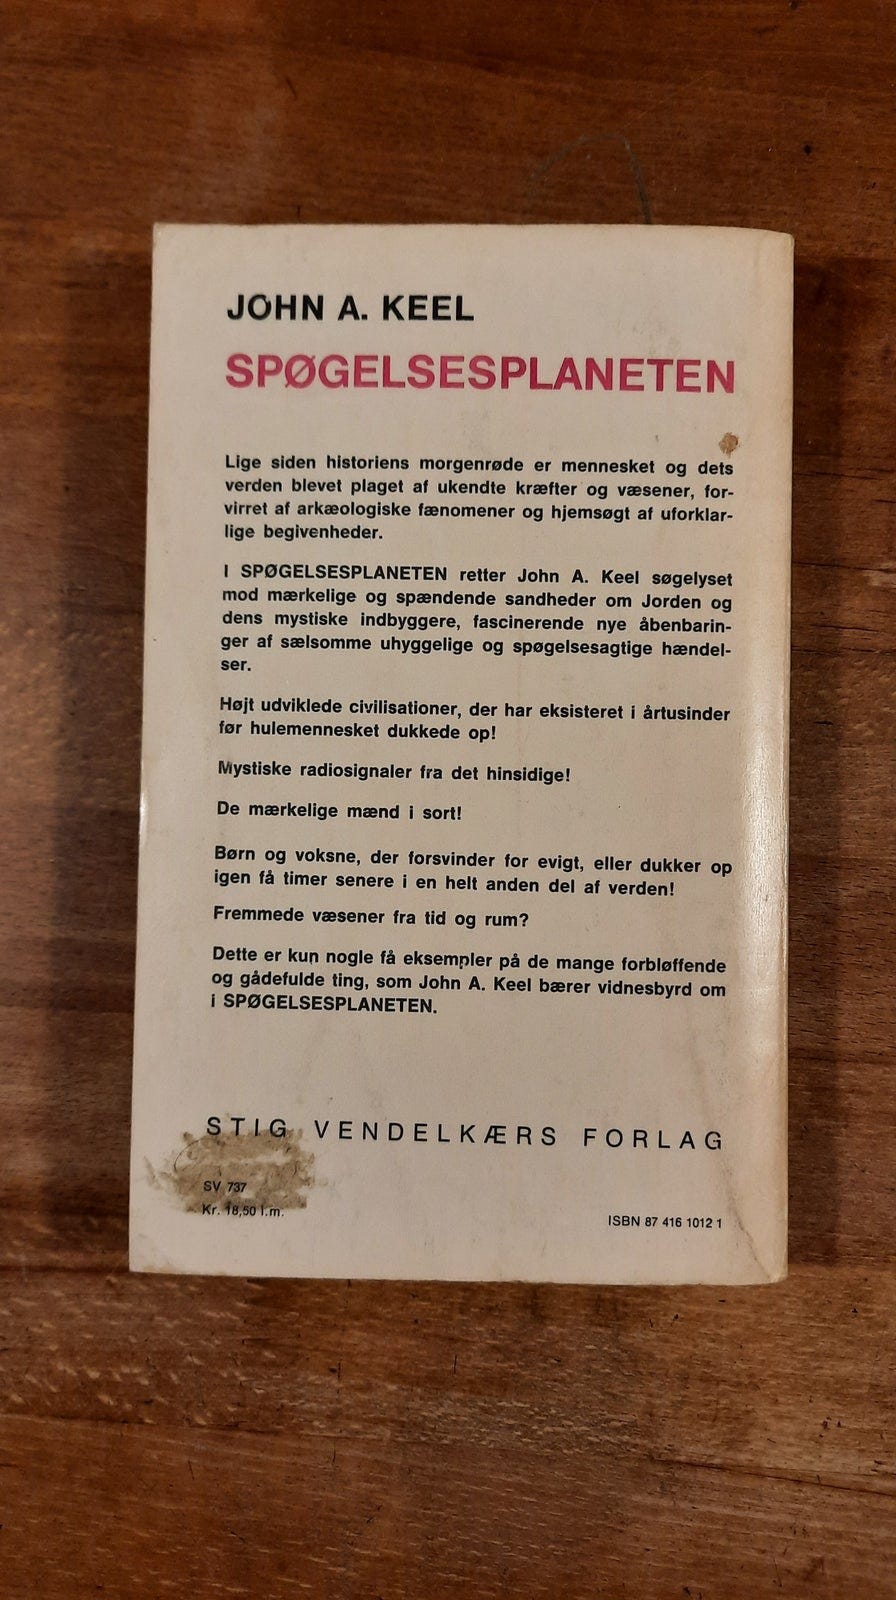 JOHN A. KEEL
SPØGELSESPLANETEN
Lige siden historiens morgenrøde er mennesket og dets
verden blevet plaget af ukendte kræfter og væsener, for-
virret af arkæologiske fænomener og hjemsøgt af uforklar-
lige begivenheder.
I SPØGELSESPLANETEN retter John A. Keel søgelyset
mod mærkelige og spændende sandheder om Jorden og
dens mystiske indbyggere, fascinerende nye åbenbarin-
ger af sælsomme uhyggelige og spøgelsesagtige hændel-
ser.
Højt udviklede civilisationer, der har eksisteret i årtusinder
før hulemennesket dukkede op!
Mystiske radiosignaler fra det hinsidige!
De mærkelige mænd i sort!
Børn og voksne, der forsvinder for evigt, eller dukker op
igen få timer senere i en helt anden del af verden!
Fremmede væsener fra tid og rum?
Dette er kun nogle få eksempler på de mange forbløffende
og gådefulde ting, som John A. Keel bærer vidnesbyrd om
i SPØGELSESPLANETEN.
STIG VENDELKÆRS FORLAG
SV 737
Kr. 18,50 I.m.
ISBN 87 416 1012 1